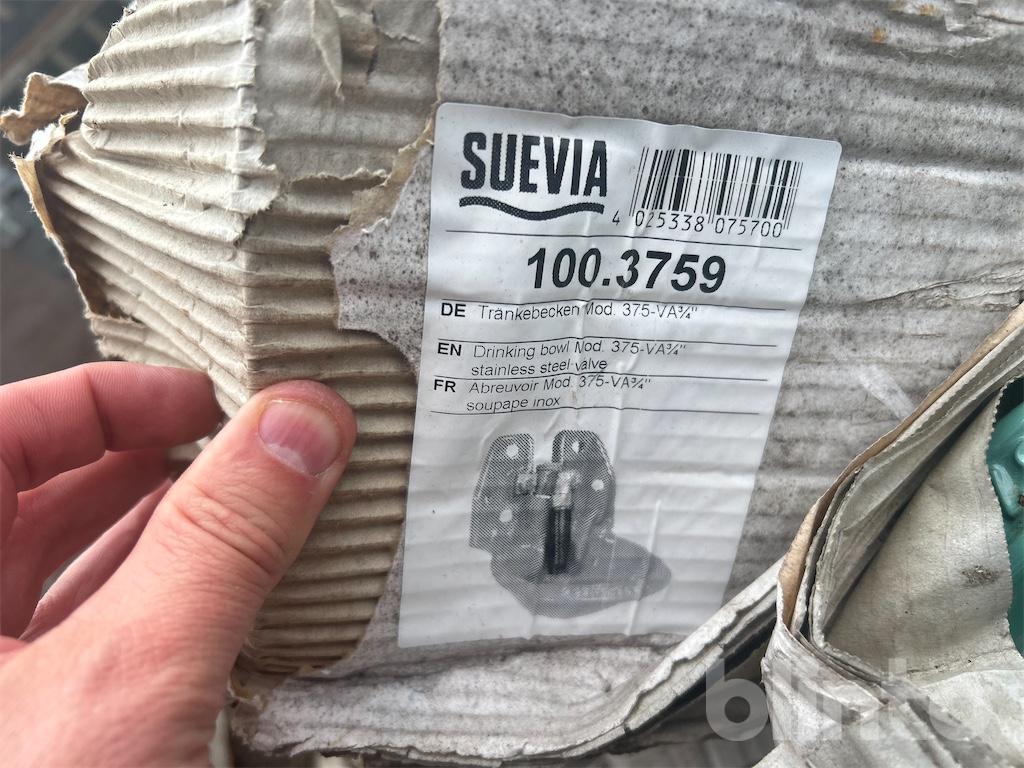 SUEVIA
4 025338 075700
100.3759
DE Tränkebecken Mod. 375-VA¾"
EN Drinking bowl Mod. 375-VA¾"
stainless steel-valve
FR Abreuvoir Mod. 375-VA¾"
soupape inox
blinto